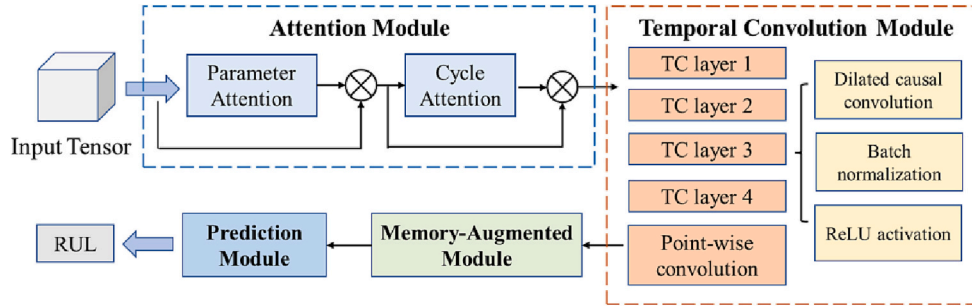 Attention Module
Temporal Convolution Module
Input Tensor
Parameter
Attention
Cycle
Attention
TC layer 1
TC layer 2
TC layer 3
TC layer 4
Point-wise
convolution
Dilated causal
convolution
Batch
normalization
ReLU activation
Memory-Augmented
Module
Prediction
Module
RUL